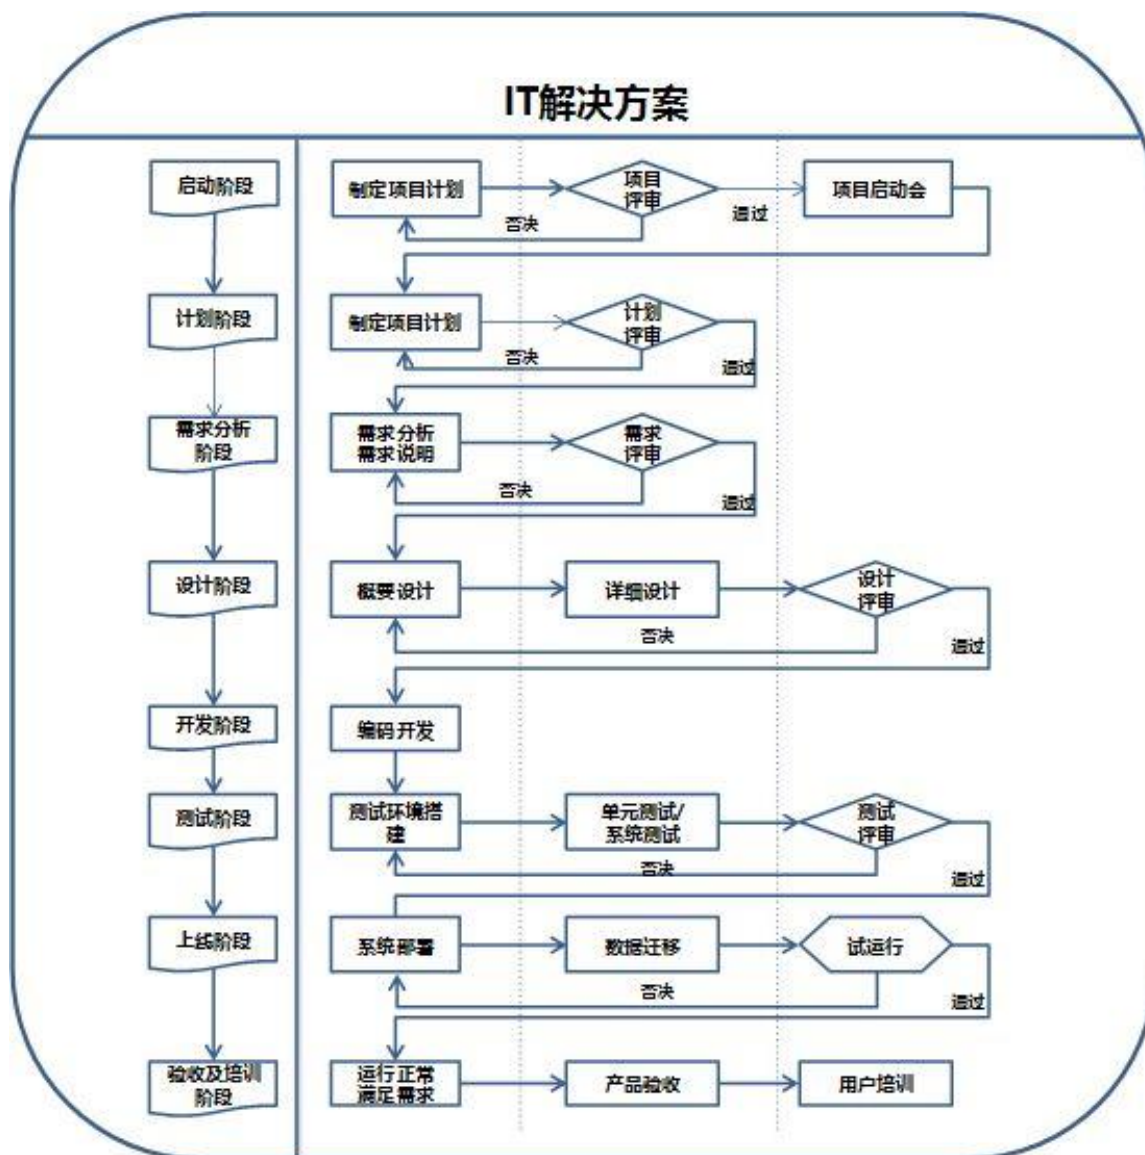 IT解决方案
启动阶段
制定项目计划
项目
评审
项目启动会
否决
通过
计划阶段
制定项目计划
计划
评审
否决
通过
需求分析
阶段
需求分析
需求说明
需求
评审
否决
通过
设计阶段
概要设计
详细设计
设计
评审
否决
通过
开发阶段
编码开发
测试阶段
测试环境搭
建
单元测试/
系统测试
测试
评审
否决
通过
上线阶段
系统部署
数据迁移
试运行
否决
通过
验收及培训
阶段
运行正常
满足需求
产品验收
用户培训